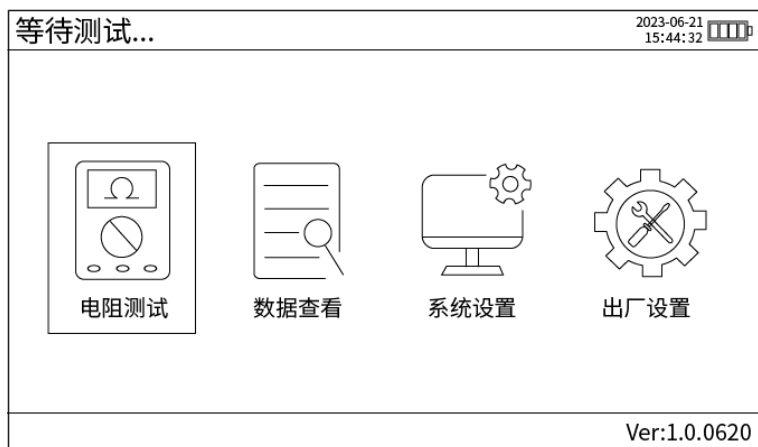 等待测试...
2023-06-21
15:44:32
Ω
电阻测试
数据查看
系统设置
出厂设置
Ver:1.0.0620